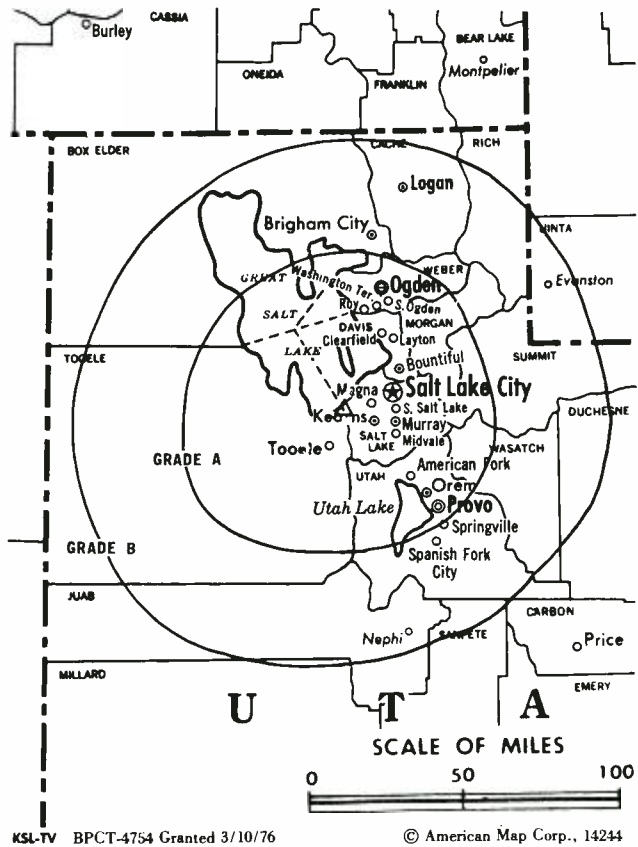 CASSIA
Burley
BEAR LAKE
Montpelier
ONEIDA
FRANKLIN
BOX ELDER
CACHE
RICH
Logan
Brigham City
UINTA
Evanston
GREAT
SALT
LAKE
Washington Ter.
WEBER
Ogden
Roy
S. Ogden
MORGAN
DAVIS
Clearfield
Layton
TOOELE
SUMMIT
Bountiful
Salt Lake City
Magna
S. Salt Lake
DUCHESNE
Kearns
Murray
SALT
LAKE
Midvale
WASATCH
Tooele
GRADE A
UTAH
American Fork
Orem
Utah Lake
Provo
Springville
GRADE B
Spanish Fork
City
JUAB
CARBON
Nephi
SANPETE
Price
MILLARD
EMERY
U T A
SCALE OF MILES
0 50 100
KSL-TV BPCT-4754 Granted 3/10/76
© American Map Corp., 14244